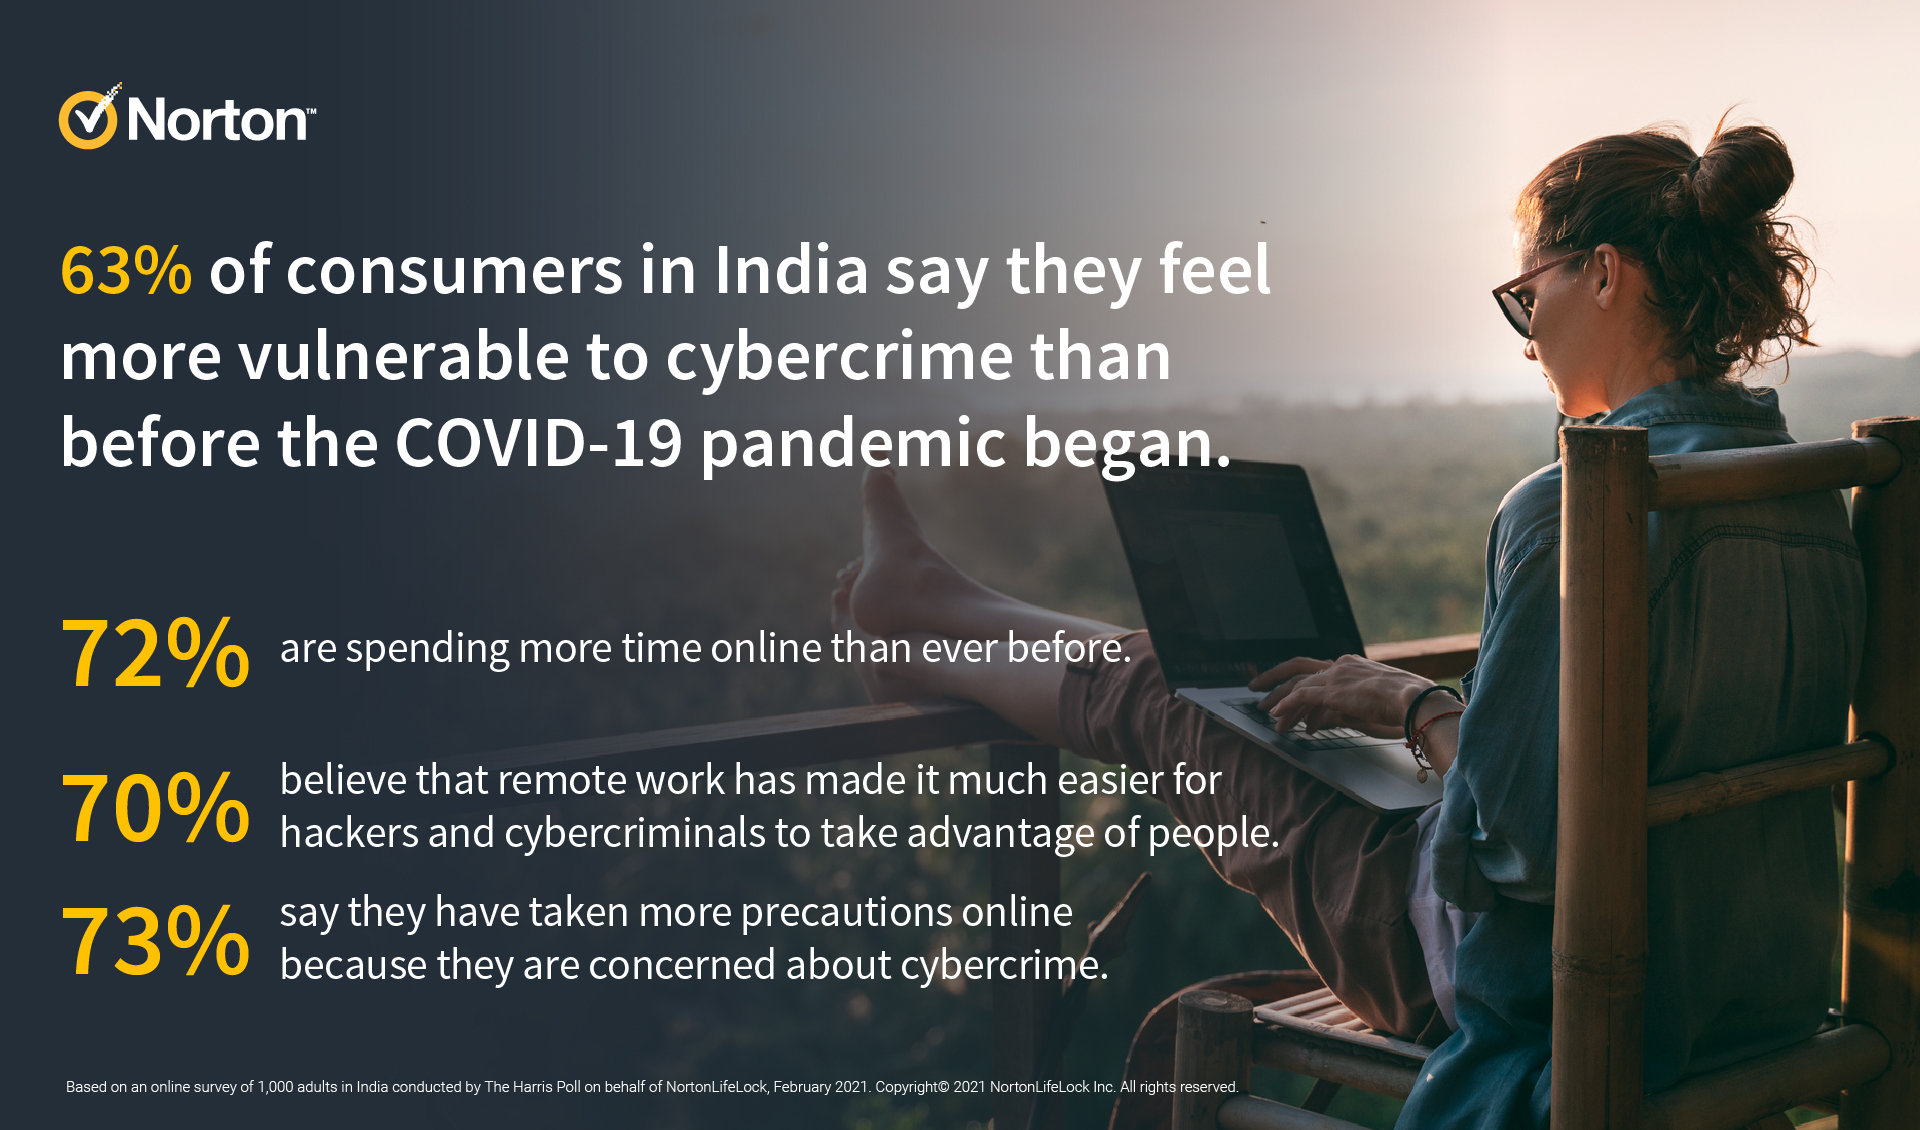 Norton™
63% of consumers in India say they feel
more vulnerable to cybercrime than
before the COVID-19 pandemic began.
72% are spending more time online than ever before.
70% believe that remote work has made it much easier for
hackers and cybercriminals to take advantage of people.
73% say they have taken more precautions online
because they are concerned about cybercrime.
Based on an online survey of 1,000 adults in India conducted by The Harris Poll on behalf of NortonLifeLock, February 2021. Copyright© 2021 NortonLifeLock Inc. All rights reserved.